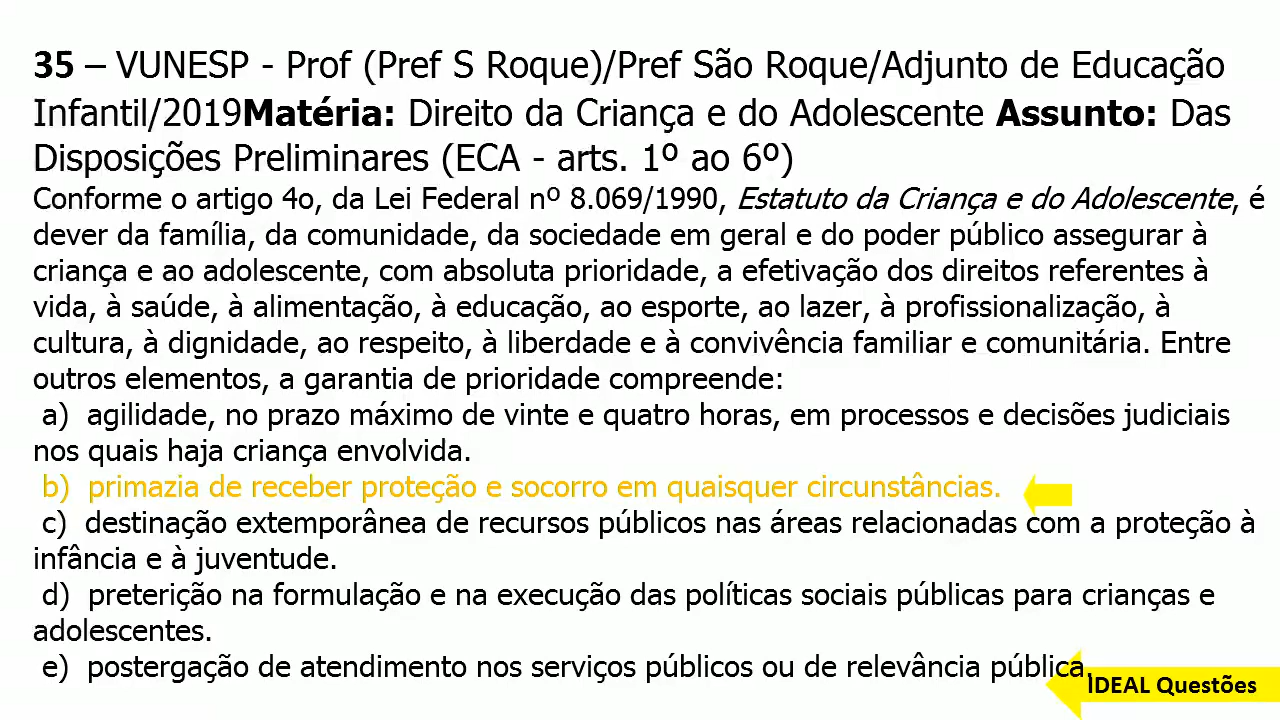 35 – VUNESP - Prof (Pref S Roque)/Pref São Roque/Adjunto de Educação
Infantil/2019Matéria: Direito da Criança e do Adolescente Assunto: Das
Disposições Preliminares (ECA - arts. 1º ao 6º)
Conforme o artigo 4o, da Lei Federal nº 8.069/1990, Estatuto da Criança e do Adolescente, é
dever da família, da comunidade, da sociedade em geral e do poder público assegurar à
criança e ao adolescente, com absoluta prioridade, a efetivação dos direitos referentes à
vida, à saúde, à alimentação, à educação, ao esporte, ao lazer, à profissionalização, à
cultura, à dignidade, ao respeito, à liberdade e à convivência familiar e comunitária. Entre
outros elementos, a garantia de prioridade compreende:
a) agilidade, no prazo máximo de vinte e quatro horas, em processos e decisões judiciais
nos quais haja criança envolvida.
b) primazia de receber proteção e socorro em quaisquer circunstâncias.
c) destinação extemporânea de recursos públicos nas áreas relacionadas com a proteção à
infância e à juventude.
d) preterição na formulação e na execução das políticas sociais públicas para crianças e
adolescentes.
e) postergação de atendimento nos serviços públicos ou de relevância pública.
IDEAL Questões